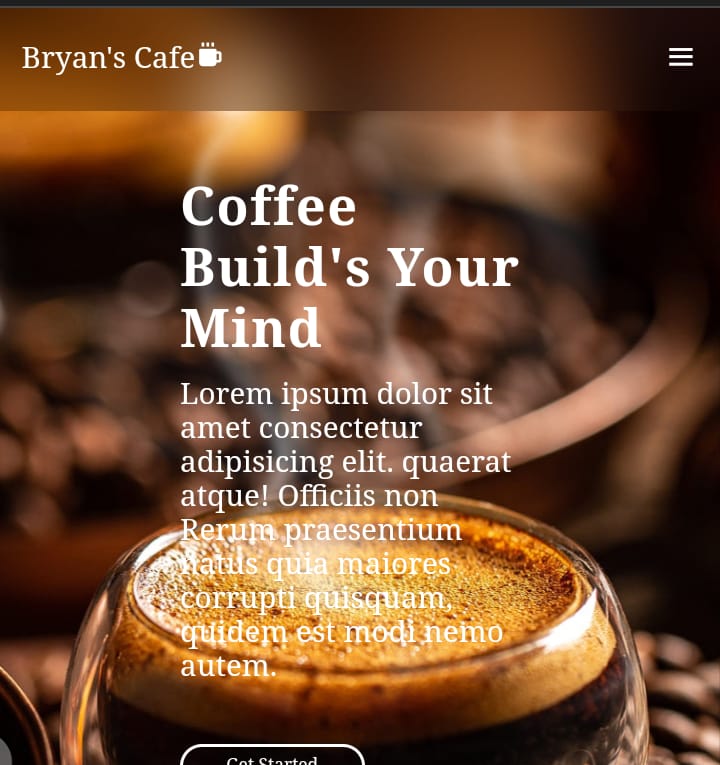 Bryan's Cafe
Coffee
Build's Your
Mind
Lorem ipsum dolor sit
amet consectetur
adipisicing elit. quaerat
atque! Officiis non
Rerum praesentium
natus quia maiores
corrupti quisquam,
quidem est modi nemo
autem.
Get Started